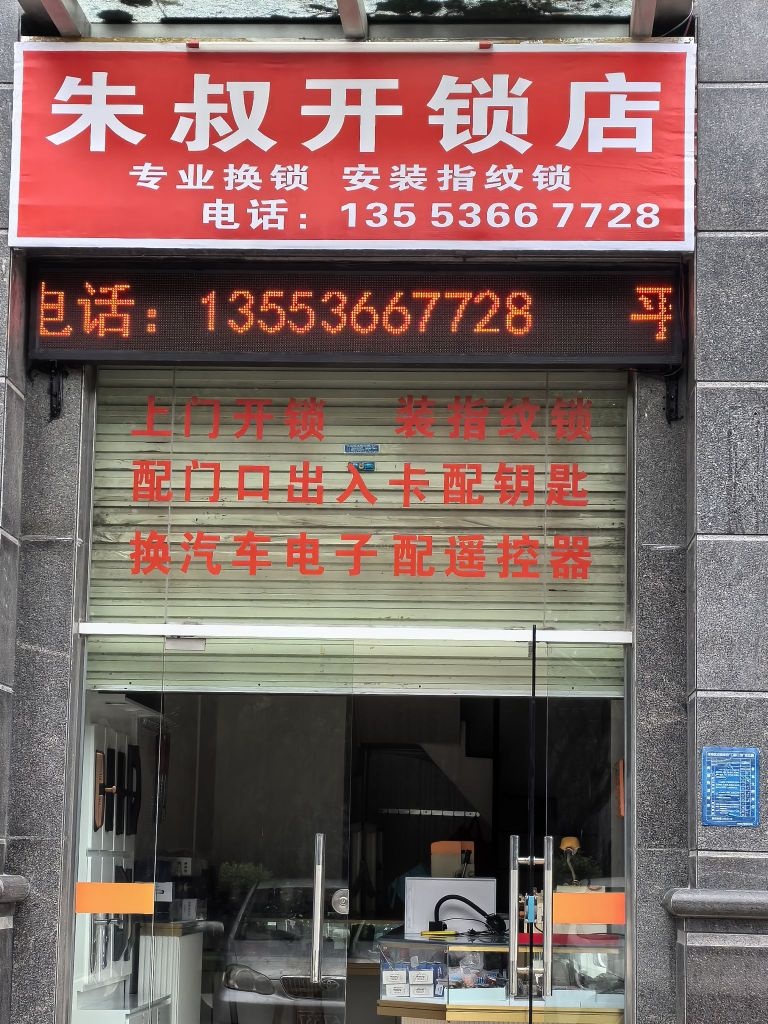 朱叔开锁店
专业换锁 安装指纹锁
电话：135 5366 7728
电话：13553667728 平
上门开锁 装指纹锁
配门口出入卡配钥匙
换汽车电子配遥控器